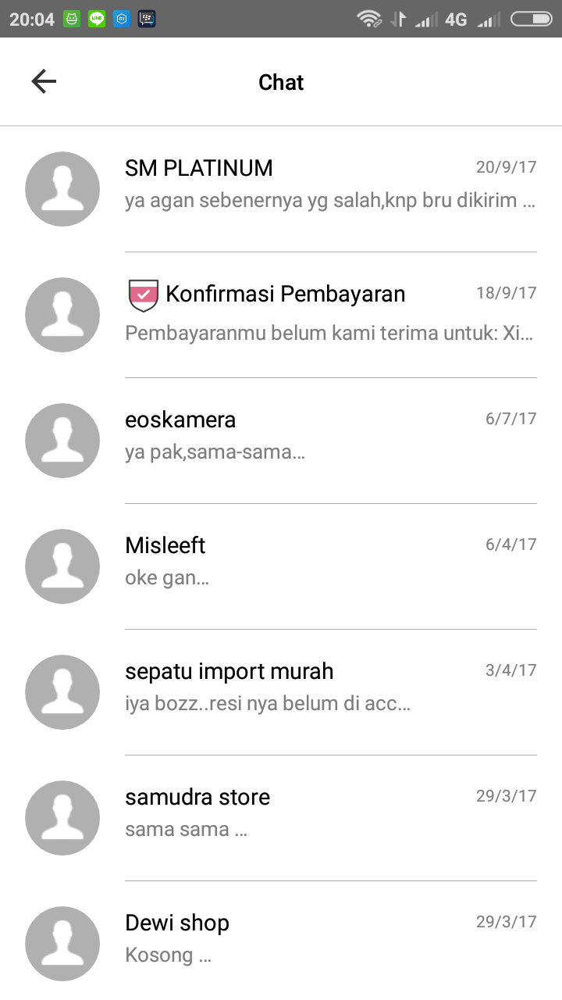 20:04
4G
Chat
SM PLATINUM
20/9/17
ya agan sebenernya yg salah,knp bru dikirim ...
Konfirmasi Pembayaran
18/9/17
Pembayaranmu belum kami terima untuk: Xi...
eoskamera
6/7/17
ya pak,sama-sama...
Misleeft
6/4/17
oke gan...
sepatu import murah
3/4/17
iya bozz..resi nya belum di acc...
samudra store
29/3/17
sama sama ...
Dewi shop
29/3/17
Kosong ...